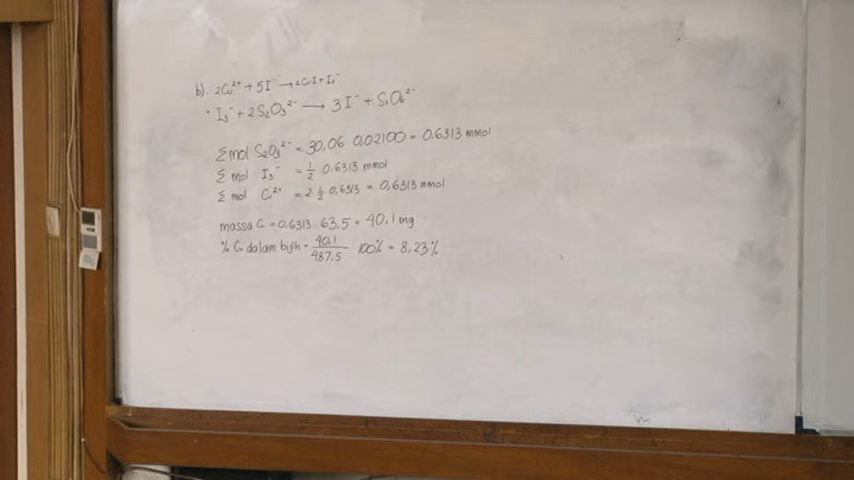 b). 2Cu²⁺ + 5I⁻ → 2CuI + I₃⁻
• I₃⁻ + 2S₂O₃²⁻ → 3I⁻ + S₄O₆²⁻
Σmol S₂O₃²⁻ = 30,06 0,02100 = 0,6313 mmol
Σ mol I₃⁻ = 1/2 0,6313 mmol
Σ mol Cu²⁺ = 2 1/2 0,6313 = 0,6313 mmol
massa Cu = 0,6313 63,5 = 40,1 mg
% Cu dalam bijih = 40,1/487,5 100% = 8,23%